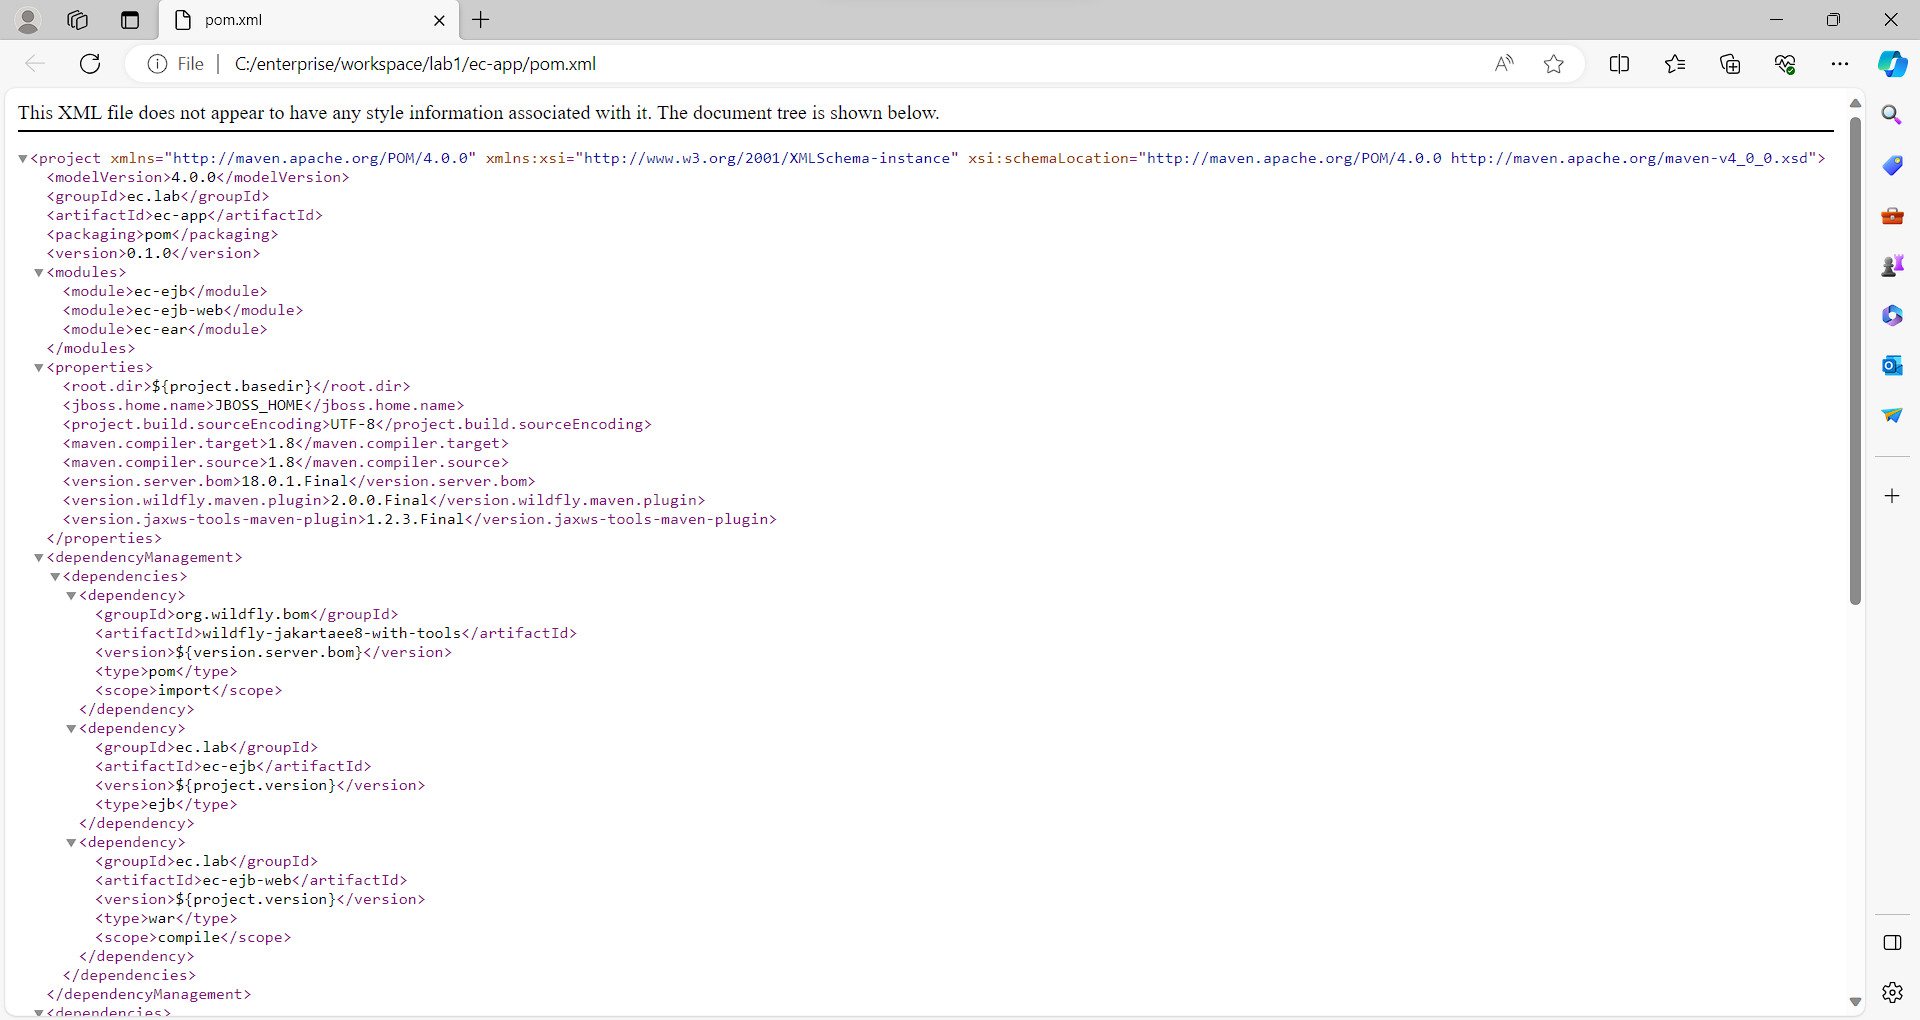 pom.xml
File
C:/enterprise/workspace/lab1/ec-app/pom.xml
This XML file does not appear to have any style information associated with it. The document tree is shown below.
<project xmlns="http://maven.apache.org/POM/4.0.0" xmlns:xsi="http://www.w3.org/2001/XMLSchema-instance" xsi:schemaLocation="http://maven.apache.org/POM/4.0.0 http://maven.apache.org/maven-v4_0_0.xsd">
<modelVersion>4.0.0</modelVersion>
<groupId>ec.lab</groupId>
<artifactId>ec-app</artifactId>
<packaging>pom</packaging>
<version>0.1.0</version>
<modules>
<module>ec-ejb</module>
<module>ec-ejb-web</module>
<module>ec-ear</module>
</modules>
<properties>
<root.dir>${project.basedir}</root.dir>
<jboss.home.name>JBOSS_HOME</jboss.home.name>
<project.build.sourceEncoding>UTF-8</project.build.sourceEncoding>
<maven.compiler.target>1.8</maven.compiler.target>
<maven.compiler.source>1.8</maven.compiler.source>
<version.server.bom>18.0.1.Final</version.server.bom>
<version.wildfly.maven.plugin>2.0.0.Final</version.wildfly.maven.plugin>
<version.jaxws-tools-maven-plugin>1.2.3.Final</version.jaxws-tools-maven-plugin>
</properties>
<dependencyManagement>
<dependencies>
<dependency>
<groupId>org.wildfly.bom</groupId>
<artifactId>wildfly-jakartaee8-with-tools</artifactId>
<version>${version.server.bom}</version>
<type>pom</type>
<scope>import</scope>
</dependency>
<dependency>
<groupId>ec.lab</groupId>
<artifactId>ec-ejb</artifactId>
<version>${project.version}</version>
<type>ejb</type>
</dependency>
<dependency>
<groupId>ec.lab</groupId>
<artifactId>ec-ejb-web</artifactId>
<version>${project.version}</version>
<type>war</type>
<scope>compile</scope>
</dependency>
</dependencies>
</dependencyManagement>
<dependencies>